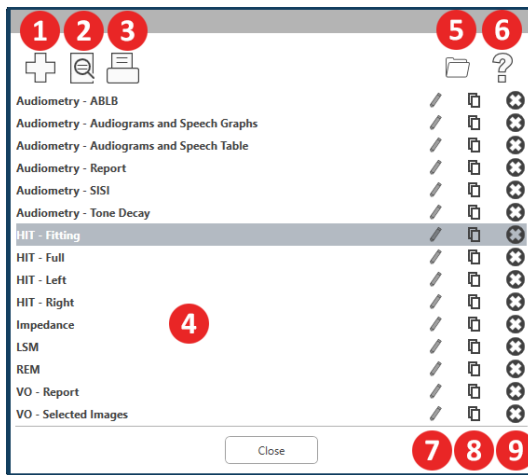 1 2 3 5 6
?
Audiometry - ABLB
Audiometry - Audiograms and Speech Graphs
Audiometry - Audiograms and Speech Table
Audiometry - Report
Audiometry - SISI
Audiometry - Tone Decay
HIT - Fitting
HIT - Full
HIT - Left
HIT - Right
Impedance
4
LSM
REM
VO - Report
VO - Selected Images
Close
7 8 9